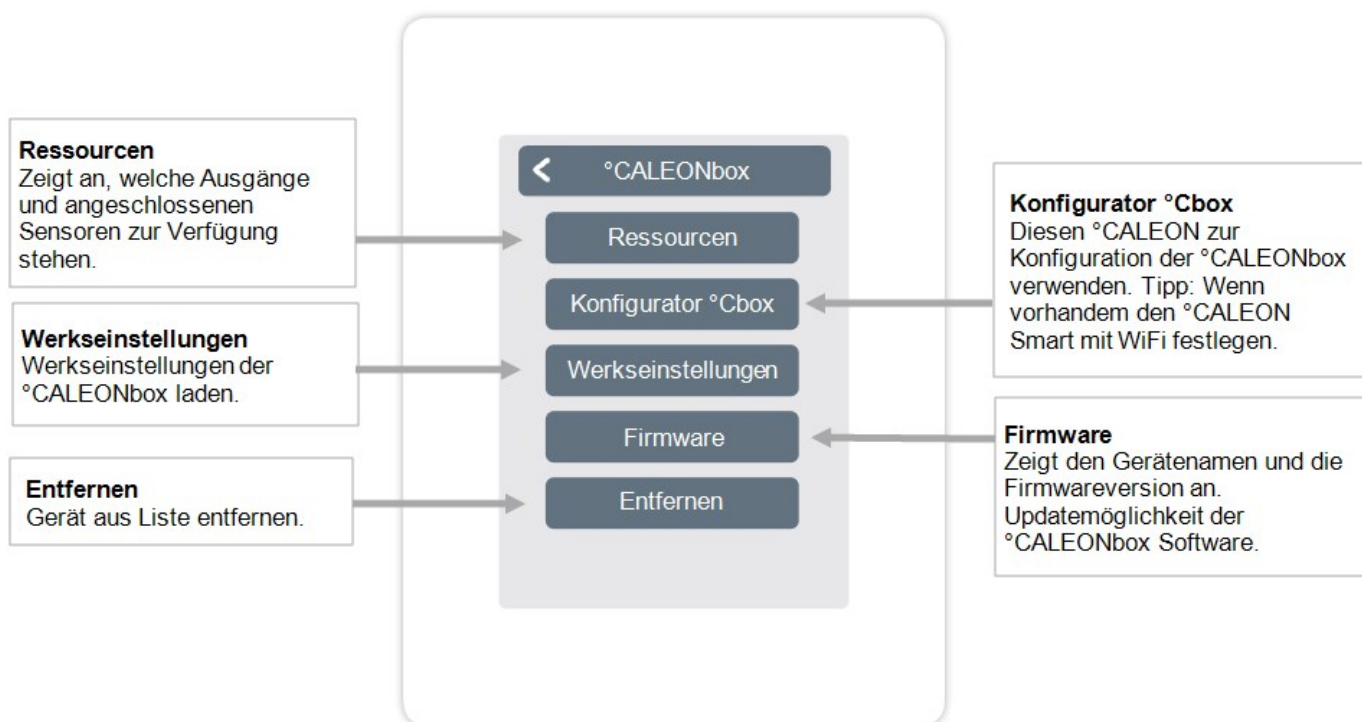 Ressourcen
Zeigt an, welche Ausgänge
und angeschlossenen
Sensoren zur Verfügung
stehen.
Werkseinstellungen
Werkseinstellungen der
°CALEONbox laden.
Entfernen
Gerät aus Liste entfernen.
°CALEONbox
Ressourcen
Konfigurator °Cbox
Werkseinstellungen
Firmware
Entfernen
Konfigurator °Cbox
Diesen °CALEON zur
Konfiguration der °CALEONbox
verwenden. Tipp: Wenn
vorhandem den °CALEON
Smart mit WiFi festlegen.
Firmware
Zeigt den Gerätenamen und die
Firmwareversion an.
Updatemöglichkeit der
°CALEONbox Software.